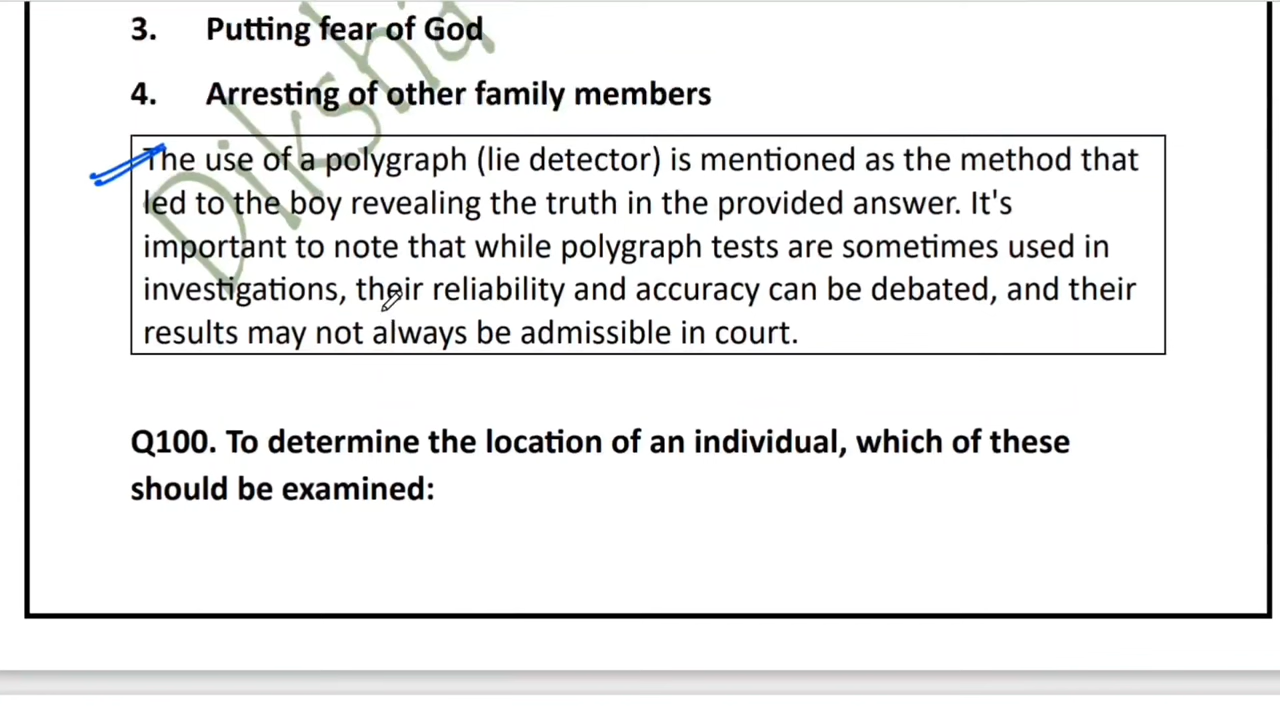 3. Putting fear of God
4. Arresting of other family members
The use of a polygraph (lie detector) is mentioned as the method that
led to the boy revealing the truth in the provided answer. It's
important to note that while polygraph tests are sometimes used in
investigations, their reliability and accuracy can be debated, and their
results may not always be admissible in court.
Q100. To determine the location of an individual, which of these
should be examined:
Diksha